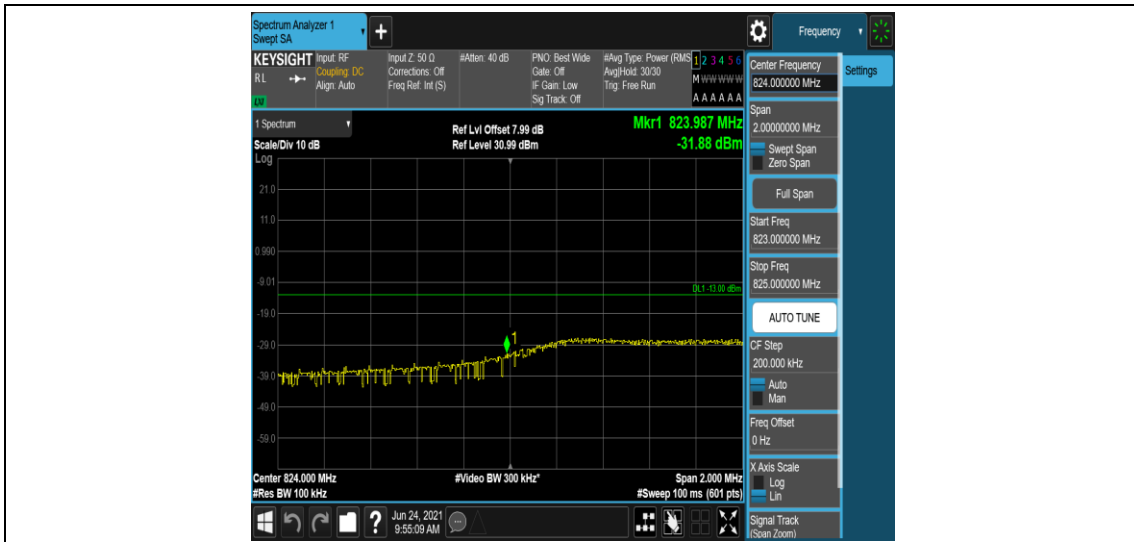 Spectrum Analyzer 1
Swept SA
+
Frequency
KEYSIGHT
RL
LXI
Input: RF
Coupling: DC
Align: Auto
Input Z: 50 Ω
Corrections: Off
Freq Ref: Int (S)
#Atten: 40 dB
PNO: Best Wide
Gate: Off
IF Gain: Low
Sig Track: Off
#Avg Type: Power (RMS
Avg|Hold: 30/30
Trig: Free Run
1 2 3 4 5 6
M W W W W W
A A A A A A
1 Spectrum
Scale/Div 10 dB
Log
Ref Lvl Offset 7.99 dB
Ref Level 30.99 dBm
Mkr1 823.987 MHz
-31.88 dBm
21.0
11.0
0.990
-9.01
DL1 -13.00 dBm
-19.0
1
-29.0
-39.0
-49.0
-59.0
Center 824.000 MHz
#Video BW 300 kHz*
Span 2.000 MHz
#Res BW 100 kHz
#Sweep 100 ms (601 pts)
?
Jun 24, 2021
9:55:09 AM
Center Frequency
824.000000 MHz
Settings
Span
2.00000000 MHz
Swept Span
Zero Span
Full Span
Start Freq
823.000000 MHz
Stop Freq
825.000000 MHz
AUTO TUNE
CF Step
200.000 kHz
Auto
Man
Freq Offset
0 Hz
X Axis Scale
Log
Lin
Signal Track
(Span Zoom)